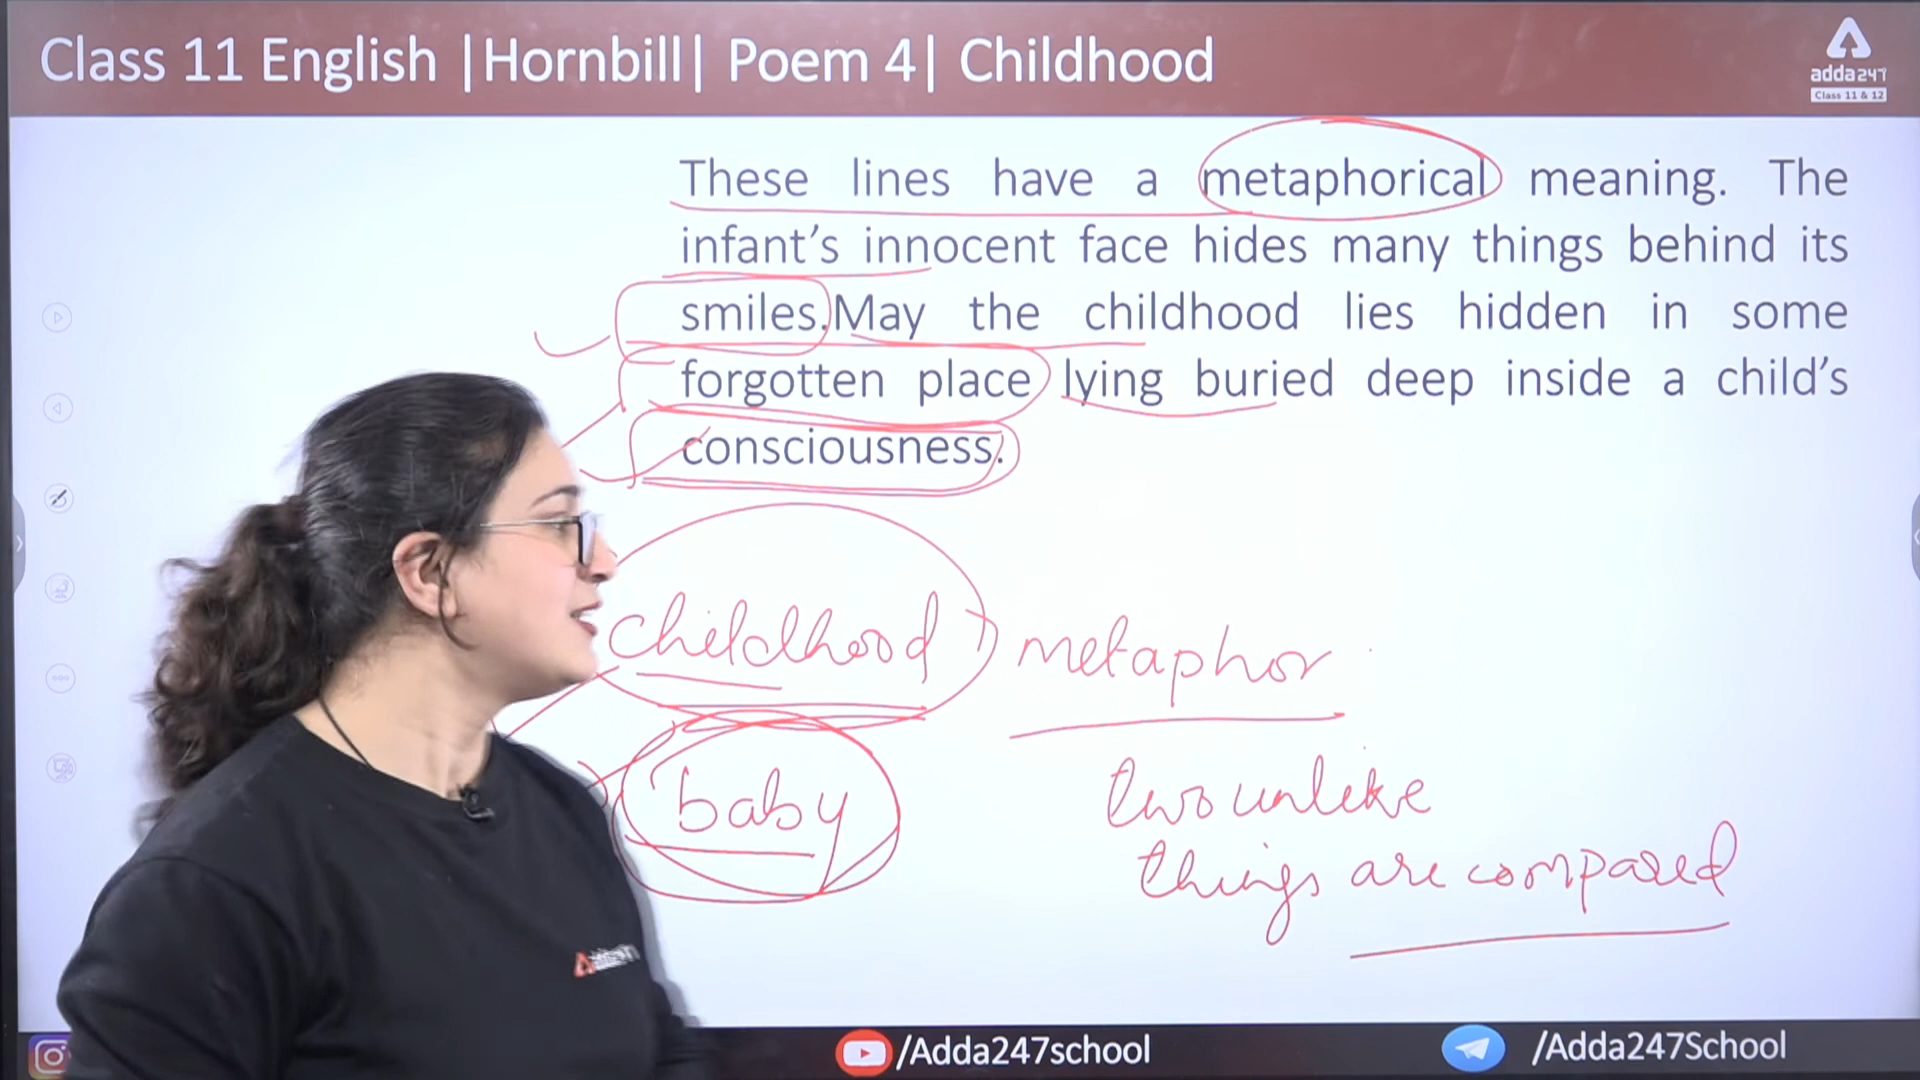 Class 11 English |Hornbill| Poem 4| Childhood
adda247
Class 11 & 12
These lines have a metaphorical meaning. The
infant's innocent face hides many things behind its
smiles.May the childhood lies hidden in some
forgotten place lying buried deep inside a child's
consciousness.
childhood
metaphor
baby
two unlike
things are compared
/Adda247school
/Adda247School